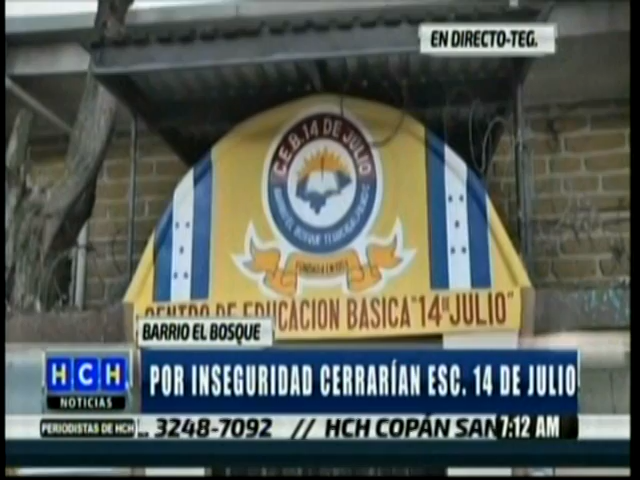 EN DIRECTO-TEG.
C.E.B. 14 DE JULIO
CENTRO DE EDUCACION BASICA "14 DE JULIO"
BARRIO EL BOSQUE
HCH
NOTICIAS
POR INSEGURIDAD CERRARÍAN ESC. 14 DE JULIO
PERIODISTAS DE HCH
... 3248-7092 // HCH COPÁN SAN
7:12 AM